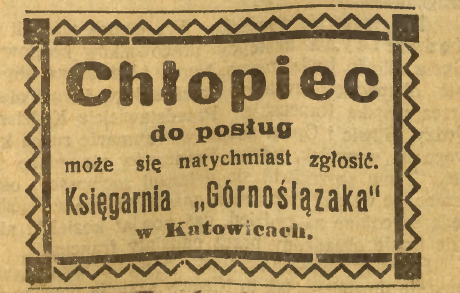 Chłopiec
do posług
może się natychmiast zgłosić.
Księgarnia „Górnoślązaka“
w Katowicach.